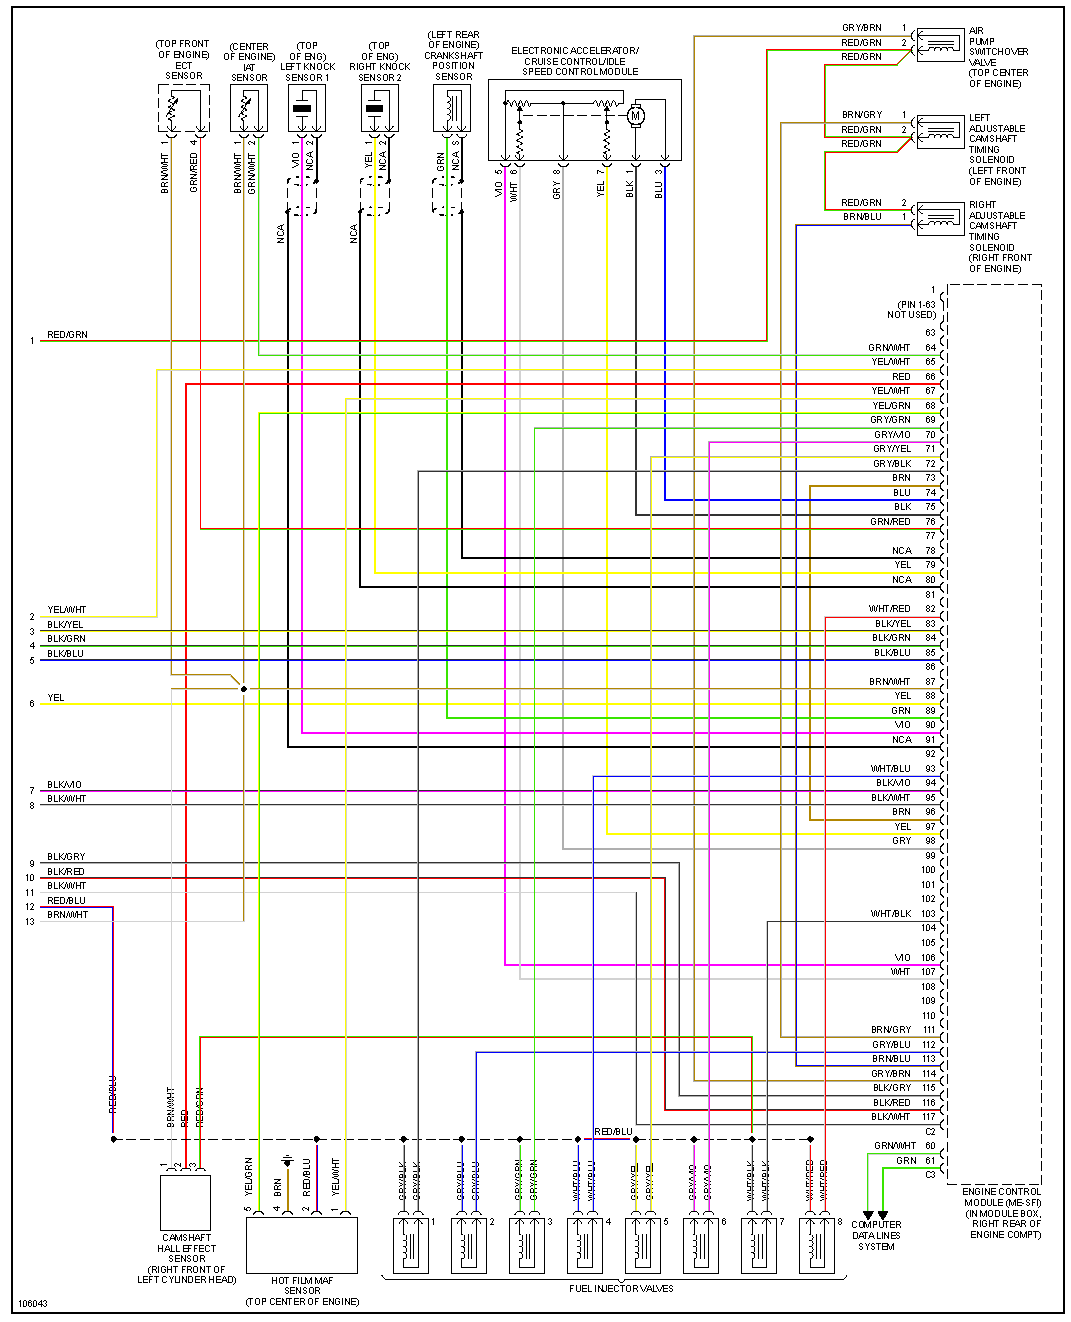 (TOP FRONT
OF ENGINE)
ECT
SENSOR
(CENTER
OF ENGINE)
IAT
SENSOR
(TOP
OF ENG)
LEFT KNOCK
SENSOR 1
(TOP
OF ENG)
RIGHT KNOCK
SENSOR 2
(LEFT REAR
OF ENGINE)
CRANKSHAFT
POSITION
SENSOR
ELECTRONIC ACCELERATOR/
CRUISE CONTROL/IDLE
SPEED CONTROL MODULE
M
GRY/BRN 1
RED/GRN 2
RED/GRN
AIR
PUMP
SWITCHOVER
VALVE
(TOP CENTER
OF ENGINE)
BRN/GRY 1
RED/GRN 2
RED/GRN
LEFT
ADJUSTABLE
CAMSHAFT
TIMING
SOLENOID
(LEFT FRONT
OF ENGINE)
RED/GRN 2
BRN/BLU 1
RIGHT
ADJUSTABLE
CAMSHAFT
TIMING
SOLENOID
(RIGHT FRONT
OF ENGINE)
BRN/WHT 1
GRN/RED 4
BRN/WHT 1
GRN/WHT 2
VIO 1
NCA 2
YEL 1
NCA 2
GRN
NCA S
VIO 5
WHT 6
GRY 8
YEL 7
BLK 1
BLU 3
NCA
NCA
1
(PIN 1-63
NOT USED)
63
GRN/WHT 64
YEL/WHT 65
RED 66
YEL/WHT 67
YEL/GRN 68
GRY/GRN 69
GRY/VIO 70
GRY/YEL 71
GRY/BLK 72
BRN 73
BLU 74
BLK 75
GRN/RED 76
77
NCA 78
YEL 79
NCA 80
81
WHT/RED 82
BLK/YEL 83
BLK/GRN 84
BLK/BLU 85
86
BRN/WHT 87
YEL 88
GRN 89
VIO 90
NCA 91
92
WHT/BLU 93
BLK/VIO 94
BLK/WHT 95
BRN 96
YEL 97
GRY 98
99
100
101
102
WHT/BLK 103
104
105
VIO 106
WHT 107
108
109
110
BRN/GRY 111
GRY/BLU 112
BRN/BLU 113
GRY/BRN 114
BLK/GRY 115
BLK/RED 116
BLK/WHT 117
C2
GRN/WHT 60
GRN 61
C3
ENGINE CONTROL
MODULE (ME-SFI)
(IN MODULE BOX,
RIGHT REAR OF
ENGINE COMPT)
COMPUTER
DATA LINES
SYSTEM
1 RED/GRN
2 YEL/WHT
3 BLK/YEL
4 BLK/GRN
5 BLK/BLU
6 YEL
7 BLK/VIO
8 BLK/WHT
9 BLK/GRY
10 BLK/RED
11 BLK/WHT
12 RED/BLU
13 BRN/WHT
RED/BLU
BRN/WHT
RED
RED/GRN
1 2 3
CAMSHAFT
HALL EFFECT
SENSOR
(RIGHT FRONT OF
LEFT CYLINDER HEAD)
5 YEL/GRN
4 BRN
2 RED/BLU
1 YEL/WHT
HOT FILM MAF
SENSOR
(TOP CENTER OF ENGINE)
RED/BLU
GRY/BLK
GRY/BLK
GRY/BLU
GRY/BLU
GRY/GRN
GRY/GRN
WHT/BLU
WHT/BLU
GRY/YEL
GRY/YEL
GRY/VIO
GRY/VIO
WHT/BLK
WHT/BLK
WHT/RED
WHT/RED
1 2 3 4 5 6 7 8
FUEL INJECTOR VALVES
106043